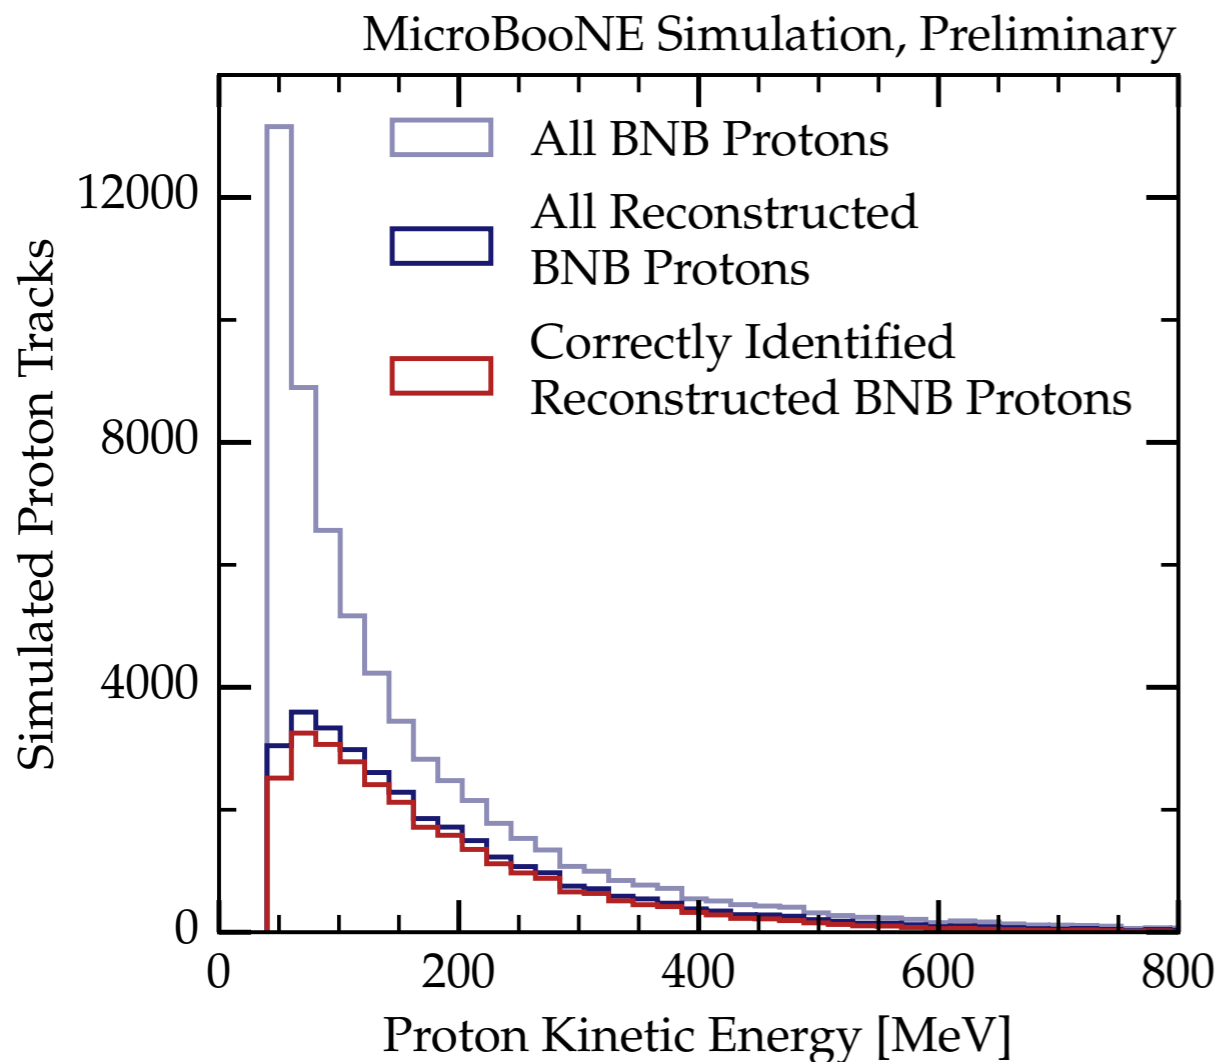 MicroBooNE Simulation, Preliminary
All BNB Protons
All Reconstructed
BNB Protons
Correctly Identified
Reconstructed BNB Protons
Simulated Proton Tracks
12000
8000
4000
0
0 200 400 600 800
Proton Kinetic Energy [MeV]